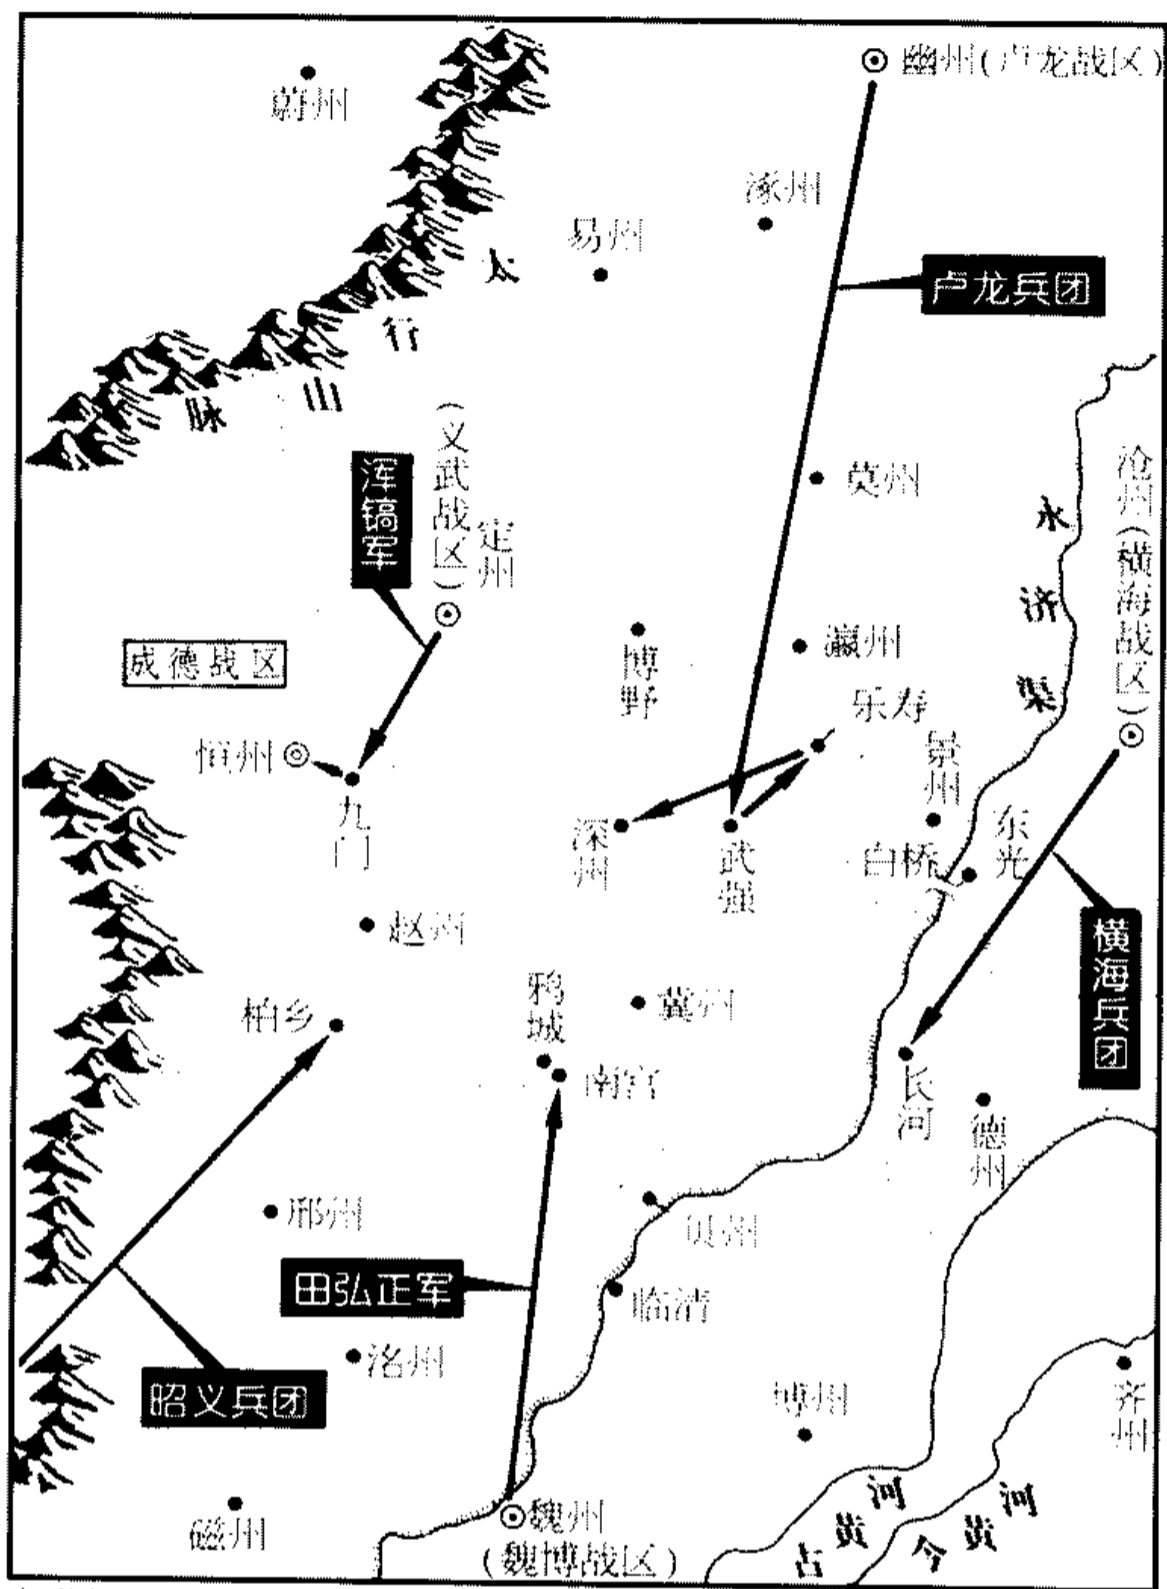 幽州(卢龙战区)
蔚州
涿州
易州
太行山脉
卢龙兵团
(义武战区)
定州
浑镐军
莫州
沧州(横海战区)
永济渠
成德战区
博野
瀛州
乐寿
恒州
九门
景州
深州
武强
白桥
东光
赵州
横海兵团
柏乡
鸦城
冀州
南宫
长河
德州
邢州
贝州
田弘正军
临清
洺州
昭义兵团
博州
齐州
磁州
魏州
(魏博战区)
古黄河
今黄河